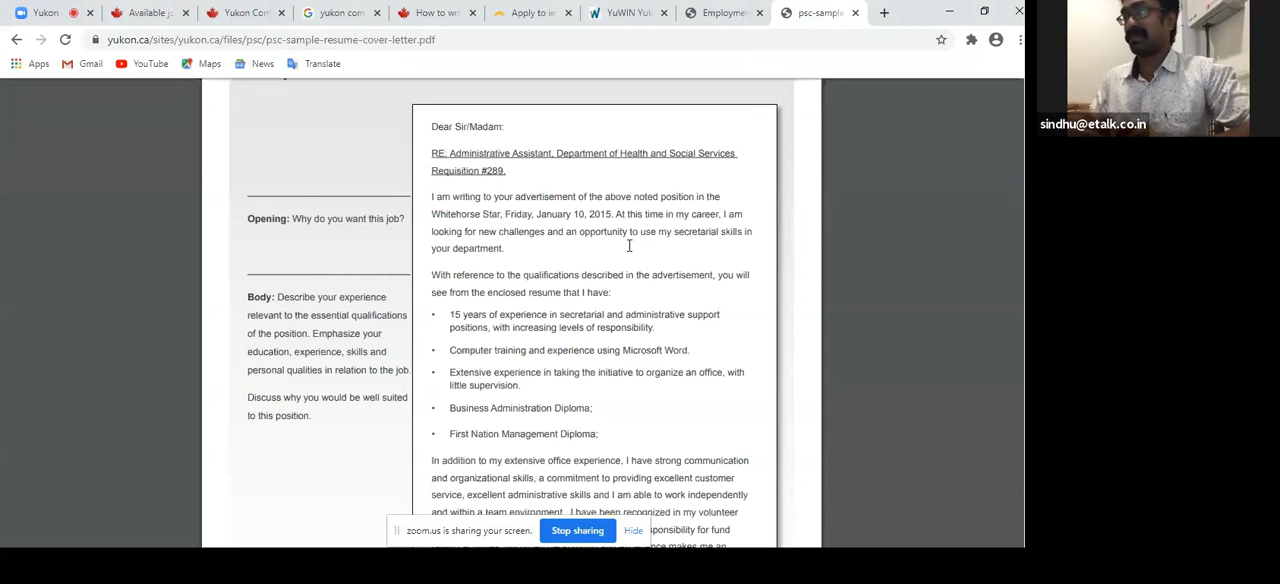 Yukon -
Available jo
Yukon Com
yukon com
How to wri
Apply to im
YuWIN Yuk
Employmen
psc-sample
yukon.ca/sites/yukon.ca/files/psc/psc-sample-resume-cover-letter.pdf
Apps
Gmail
YouTube
Maps
News
Translate
sindhu@etalk.co.in
Dear Sir/Madam:
RE: Administrative Assistant, Department of Health and Social Services
Requisition #289.
Opening: Why do you want this job?
I am writing to your advertisement of the above noted position in the
Whitehorse Star, Friday, January 10, 2015. At this time in my career, I am
looking for new challenges and an opportunity to use my secretarial skills in
your department.
Body: Describe your experience
relevant to the essential qualifications
of the position. Emphasize your
education, experience, skills and
personal qualities in relation to the job.
Discuss why you would be well suited
to this position.
With reference to the qualifications described in the advertisement, you will
see from the enclosed resume that I have:
• 15 years of experience in secretarial and administrative support
positions, with increasing levels of responsibility.
• Computer training and experience using Microsoft Word.
• Extensive experience in taking the initiative to organize an office, with
little supervision.
• Business Administration Diploma;
• First Nation Management Diploma;
In addition to my extensive office experience, I have strong communication
and organizational skills, a commitment to providing excellent customer
service, excellent administrative skills and I am able to work independently
and within a team environment. I have been recognized in my volunteer
sponsibility for fund
makes me an
zoom.us is sharing your screen.
Stop sharing
Hide